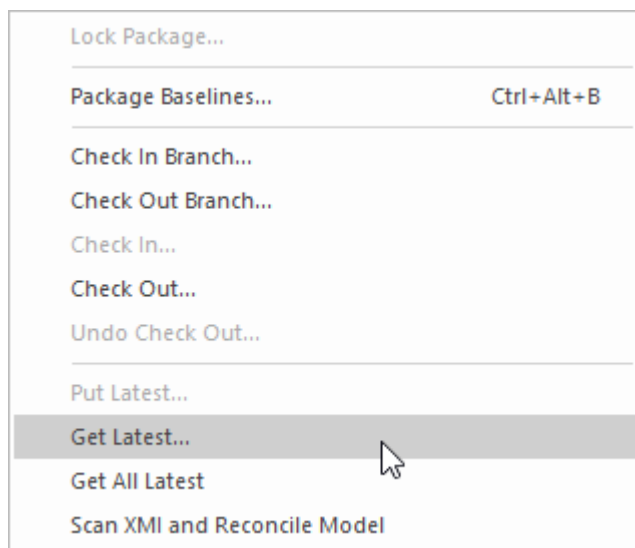 Lock Package...
Package Baselines... Ctrl+Alt+B
Check In Branch...
Check Out Branch...
Check In...
Check Out...
Undo Check Out...
Put Latest...
Get Latest...
Get All Latest
Scan XMI and Reconcile Model